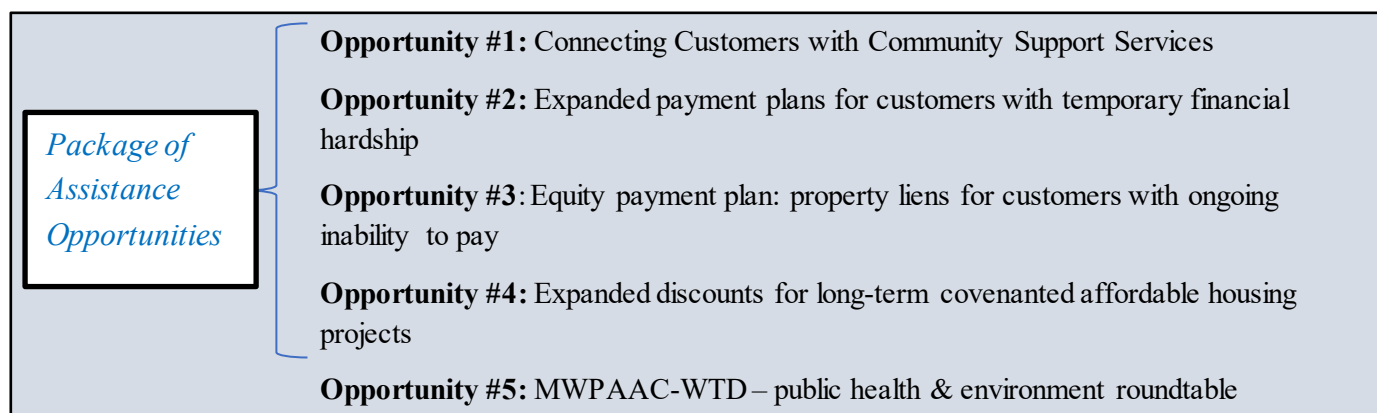 Package of
Assistance
Opportunities
Opportunity #1: Connecting Customers with Community Support Services
Opportunity #2: Expanded payment plans for customers with temporary financial
hardship
Opportunity #3: Equity payment plan: property liens for customers with ongoing
inability to pay
Opportunity #4: Expanded discounts for long-term covenanted affordable housing
projects
Opportunity #5: MWPAAC-WTD – public health & environment roundtable